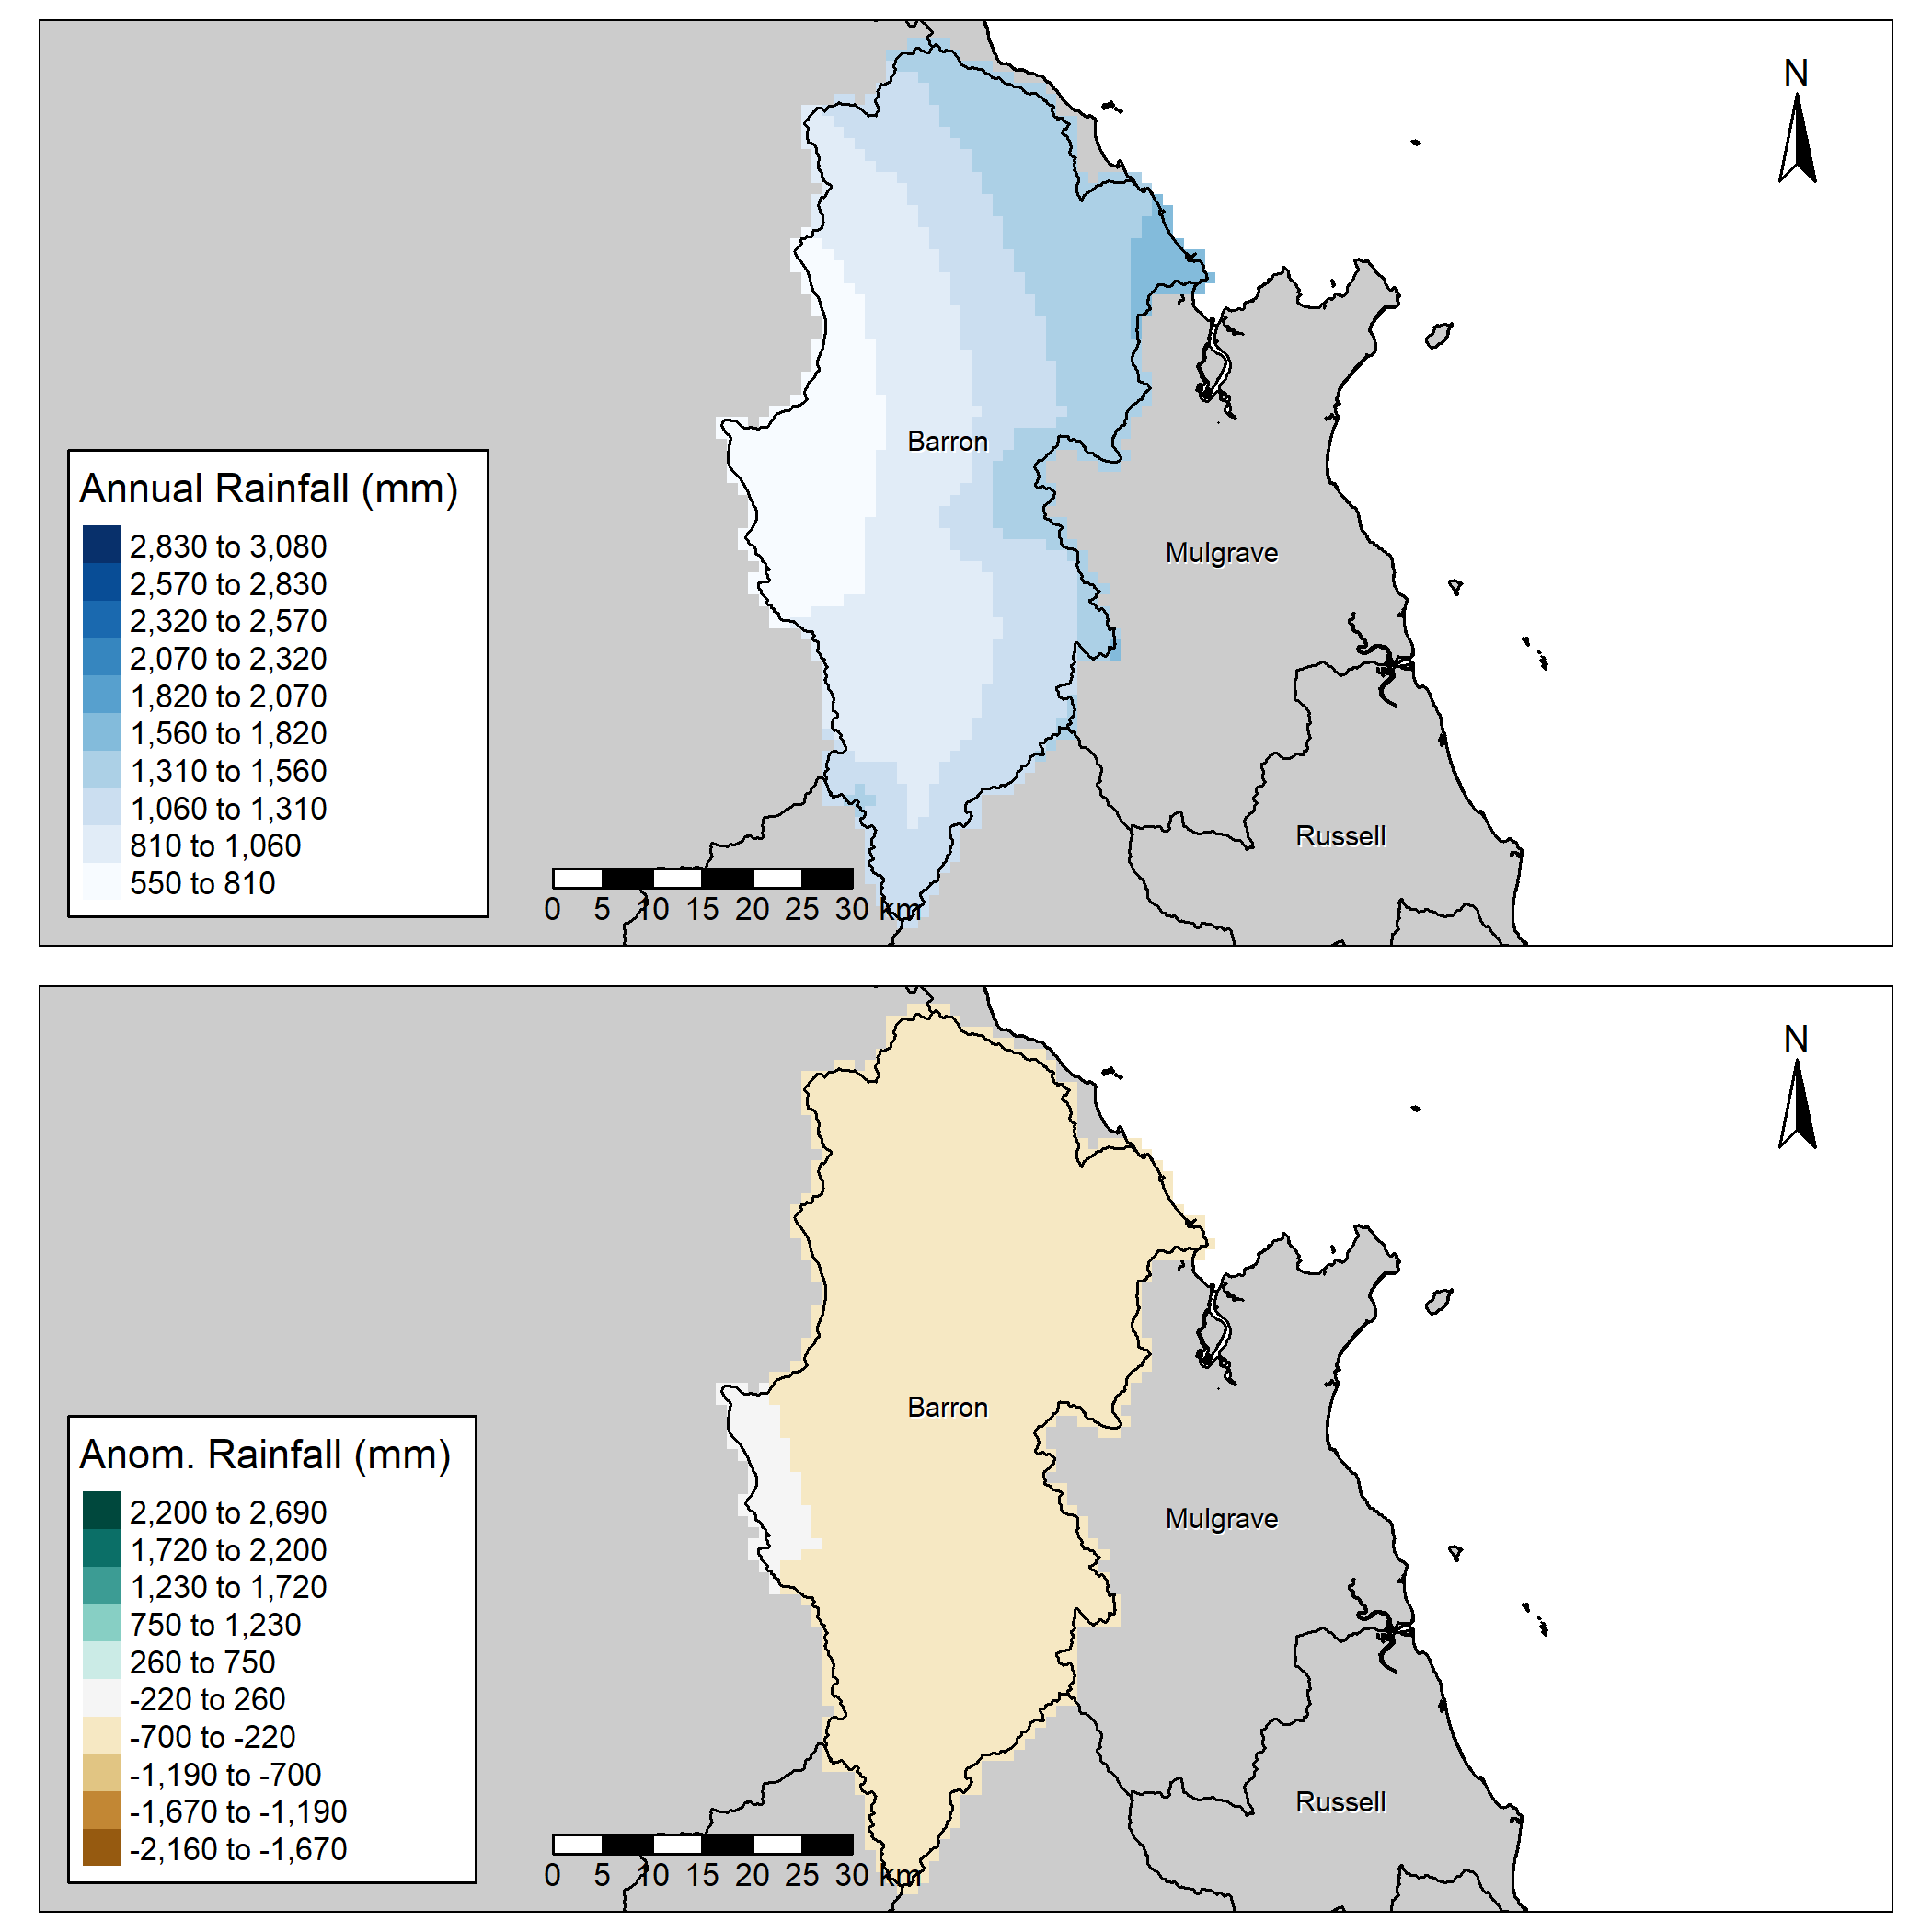 N
Barron
Mulgrave
Russell
Annual Rainfall (mm)
2,830 to 3,080
2,570 to 2,830
2,320 to 2,570
2,070 to 2,320
1,820 to 2,070
1,560 to 1,820
1,310 to 1,560
1,060 to 1,310
810 to 1,060
550 to 810
0 5 10 15 20 25 30 km
N
Barron
Mulgrave
Russell
Anom. Rainfall (mm)
2,200 to 2,690
1,720 to 2,200
1,230 to 1,720
750 to 1,230
260 to 750
-220 to 260
-700 to -220
-1,190 to -700
-1,670 to -1,190
-2,160 to -1,670
0 5 10 15 20 25 30 km